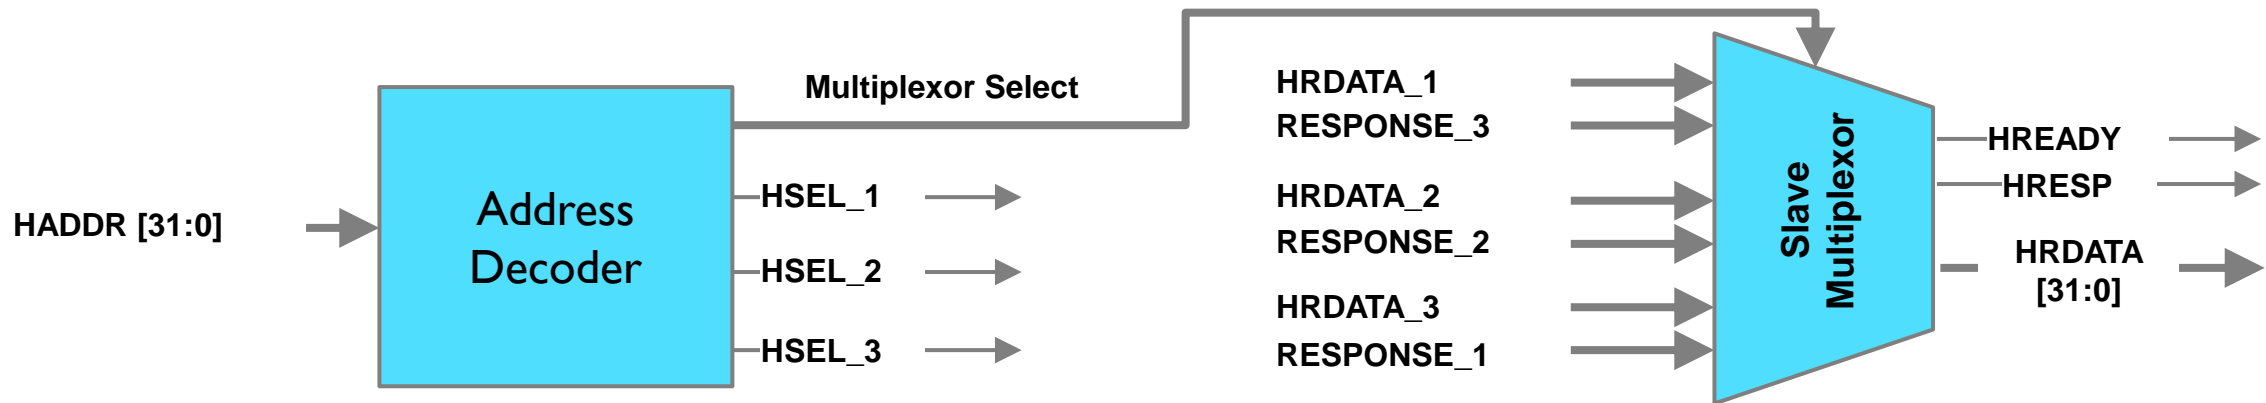 HADDR [31:0]
Address
Decoder
Multiplexor Select
HSEL_1
HSEL_2
HSEL_3
HRDATA_1
RESPONSE_3
HRDATA_2
RESPONSE_2
HRDATA_3
RESPONSE_1
Slave
Multiplexor
HREADY
HRESP
HRDATA
[31:0]